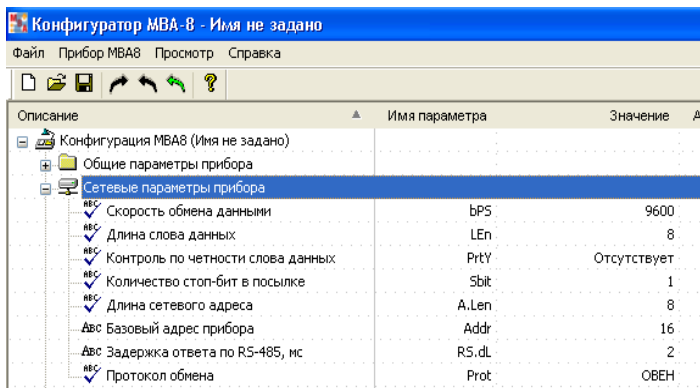 Конфигуратор МВА-8 - Имя не задано
Файл Прибор МВА8 Просмотр Справка
Описание Имя параметра Значение А
Конфигурация МВА8 (Имя не задано)
Общие параметры прибора
Сетевые параметры прибора
Скорость обмена данными bPS 9600
Длина слова данных LEn 8
Контроль по четности слова данных PrtY Отсутствует
Количество стоп-бит в посылке Sbit 1
Длина сетевого адреса A.Len 8
Базовый адрес прибора Addr 16
Задержка ответа по RS-485, мс RS.dL 2
Протокол обмена Prot ОВЕН